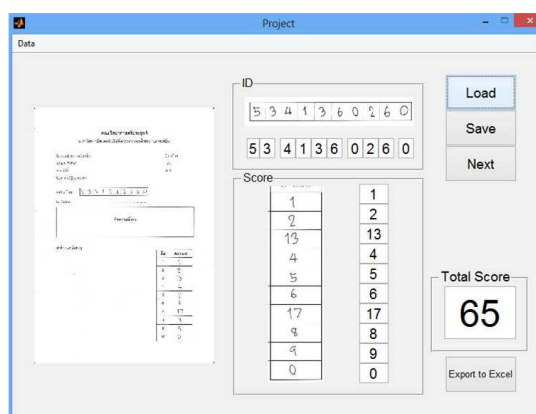 Project
Data
ID
5 3 4 1 3 6 0 2 6 0
5 3 4 1 3 6 0 2 6 0
Load
Save
Next
Score
1 1
2 2
13 13
4 4
5 5
6 6
17 17
8 8
9 9
0 0
Total Score
65
Export to Excel